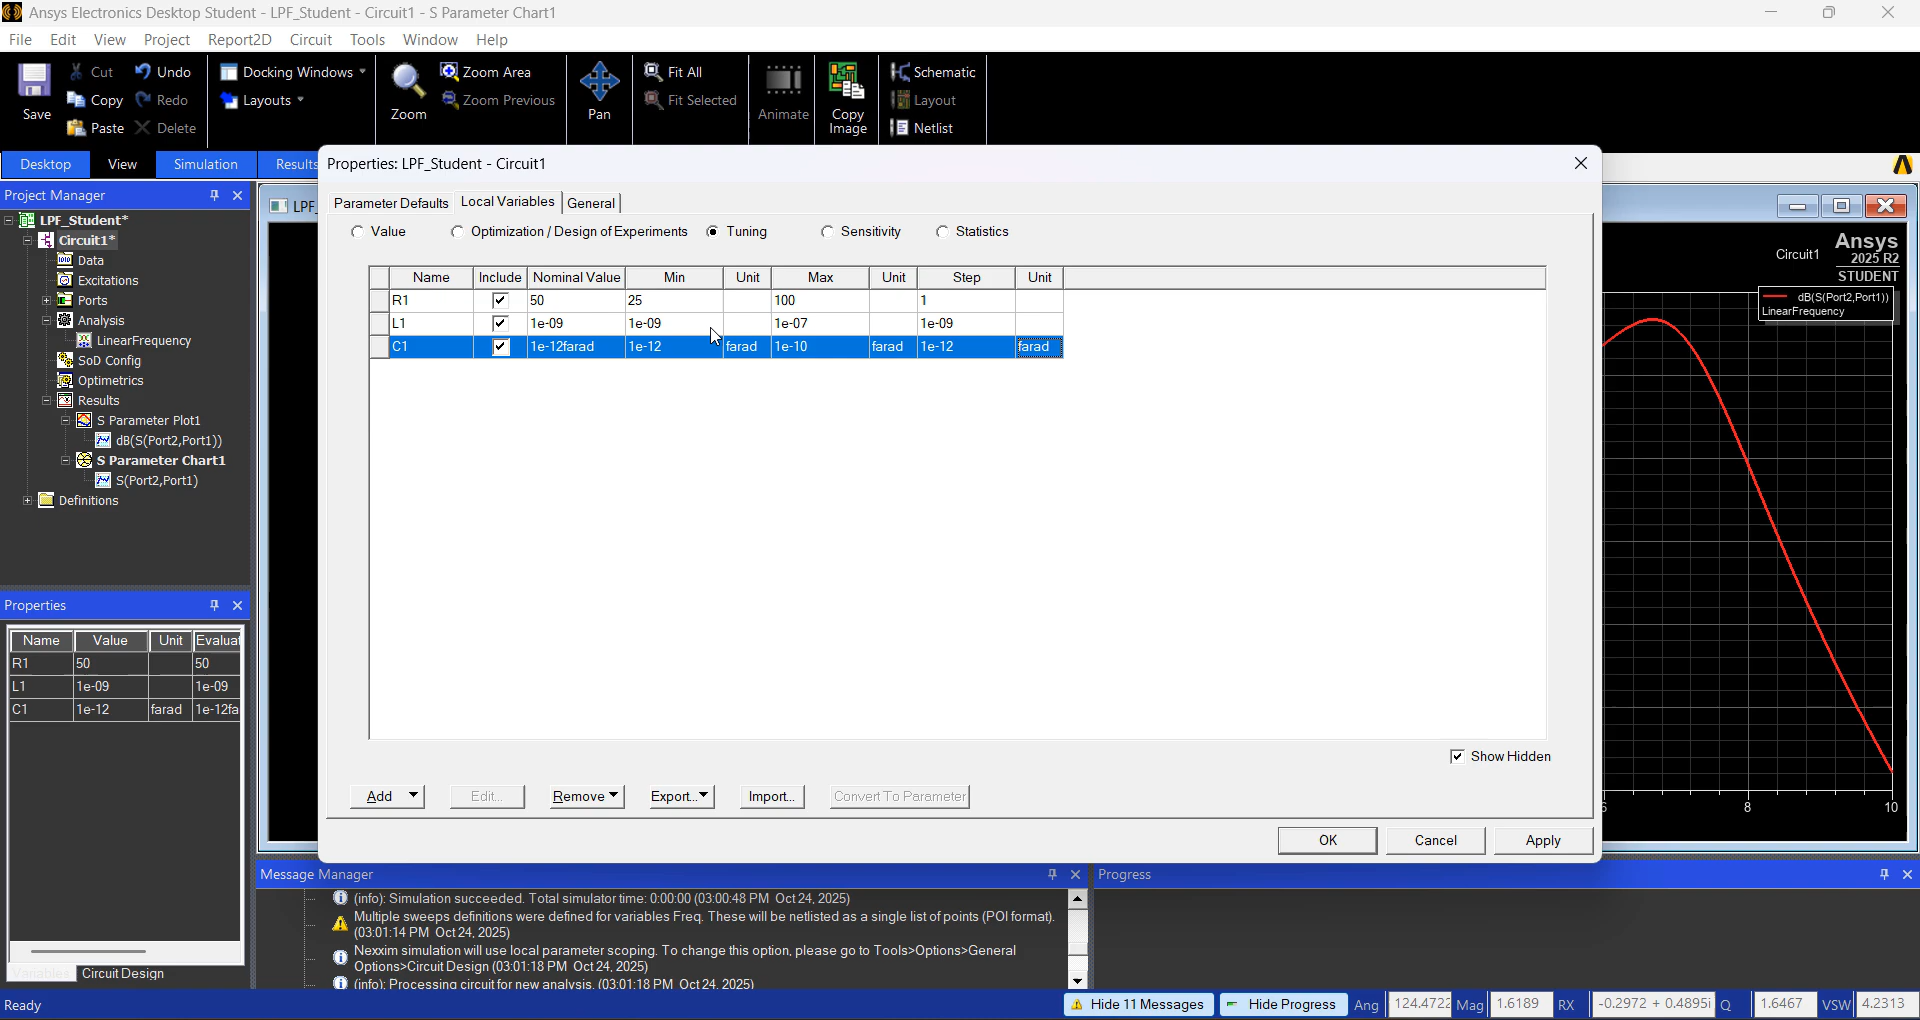 Ansys Electronics Desktop Student - LPF_Student - Circuit1 - S Parameter Chart1
File Edit View Project Report2D Circuit Tools Window Help
Save Cut Copy Paste Undo Redo Delete
Docking Windows Layouts
Zoom Zoom Area Zoom Previous
Pan Fit All Fit Selected
Animate Copy Image
Schematic Layout Netlist
Desktop View Simulation Results
Project Manager
LPF_Student*
Circuit1*
Data
Excitations
Ports
Analysis
LinearFrequency
SoD Config
Optimetrics
Results
S Parameter Plot1
dB(S(Port2,Port1))
S Parameter Chart1
S(Port2,Port1)
Definitions
Properties
Name Value Unit Evaluat
R1 50 50
L1 1e-09 1e-09
C1 1e-12 farad 1e-12fa
Variables Circuit Design
LPF_
Properties: LPF_Student - Circuit1
Parameter Defaults Local Variables General
Value Optimization / Design of Experiments Tuning Sensitivity Statistics
Name Include Nominal Value Min Unit Max Unit Step Unit
R1 50 25 100 1
L1 1e-09 1e-09 1e-07 1e-09
C1 1e-12farad 1e-12 farad 1e-10 farad 1e-12 farad
Show Hidden
Add Edit... Remove Export... Import... Convert To Parameter
OK Cancel Apply
Circuit1
Ansys
2025 R2
STUDENT
dB(S(Port2,Port1))
LinearFrequency
8 10
Message Manager
(info): Simulation succeeded. Total simulator time: 0:00:00 (03:00:48 PM Oct 24, 2025)
Multiple sweeps definitions were defined for variables Freq. These will be netlisted as a single list of points (POI format).
(03:01:14 PM Oct 24, 2025)
Nexxim simulation will use local parameter scoping. To change this option, please go to Tools>Options>General
Options>Circuit Design (03:01:18 PM Oct 24, 2025)
(info): Processing circuit for new analysis. (03:01:18 PM Oct 24, 2025)
Progress
Ready
Hide 11 Messages Hide Progress Ang 124.4722 Mag 1.6189 RX -0.2972 + 0.4895i Q 1.6467 VSW 4.2313